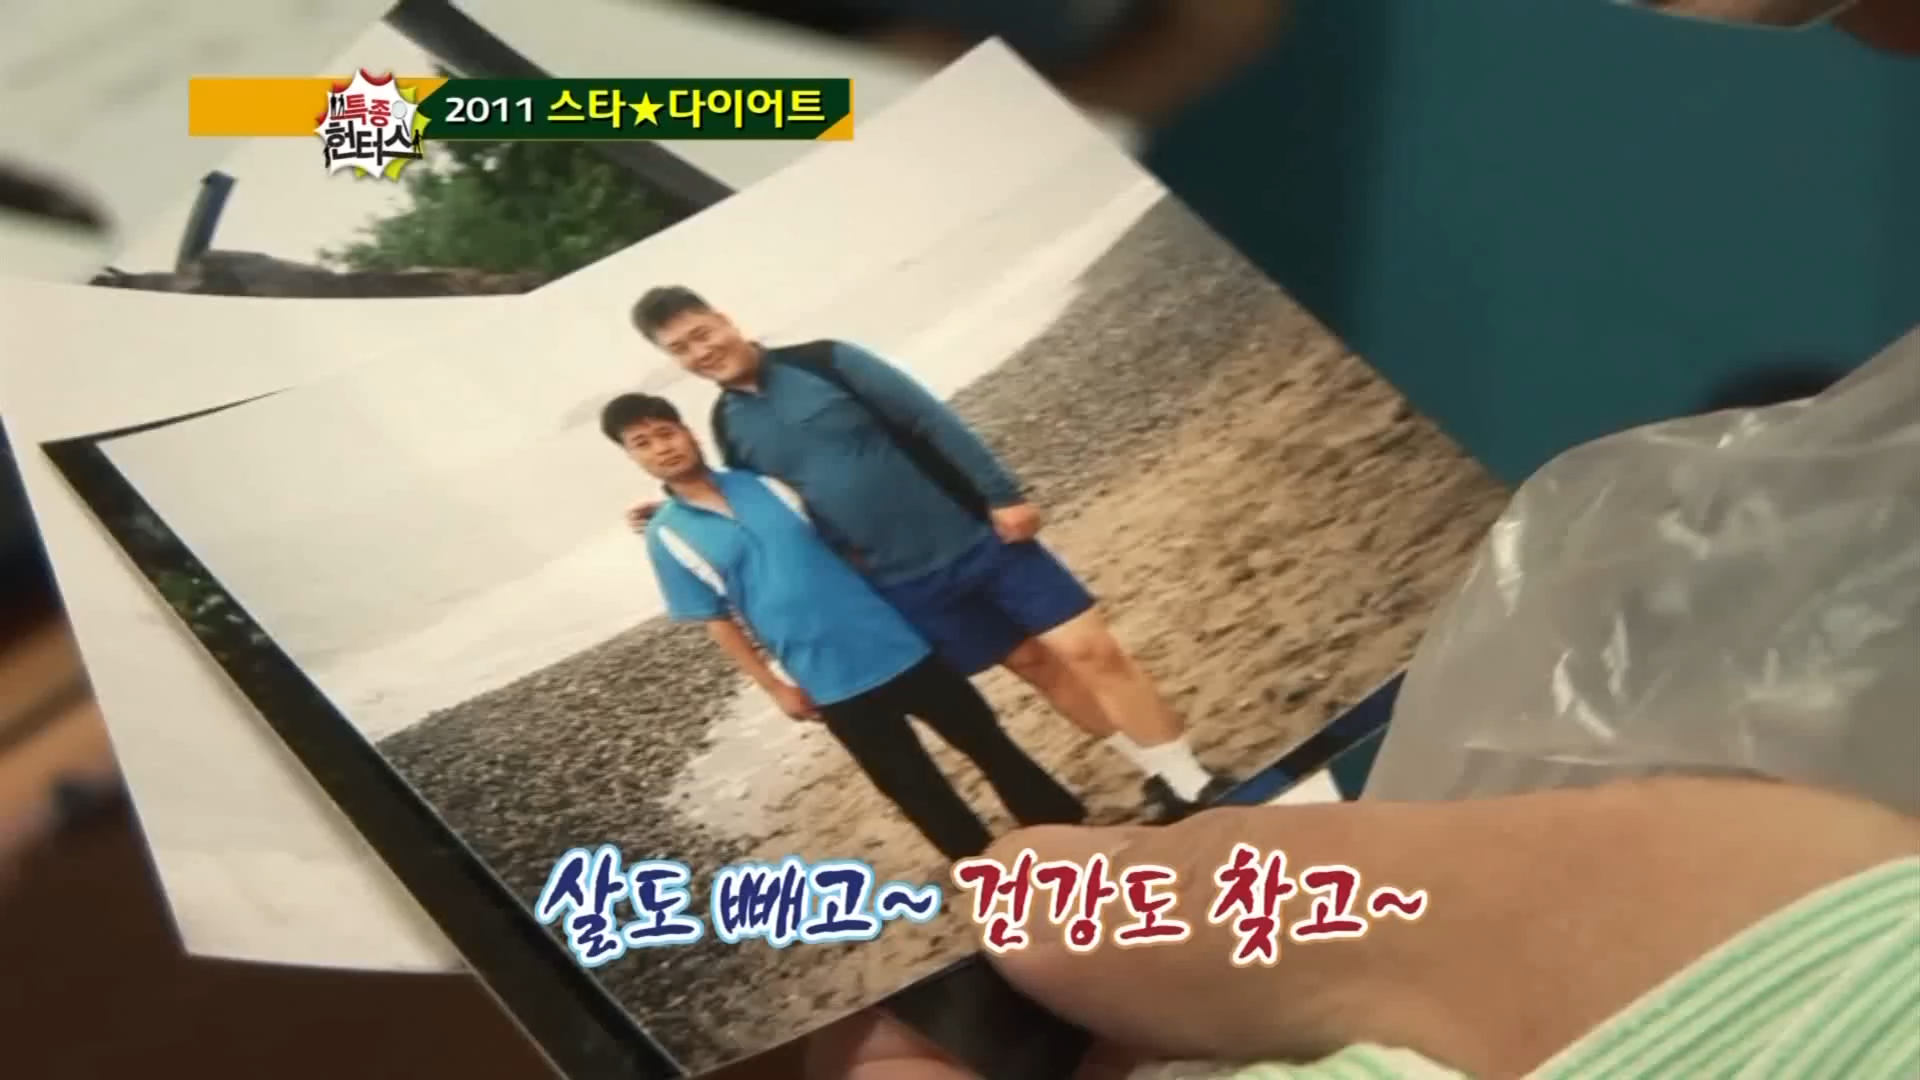 특종
헌터스
2011 스타★다이어트
살도 빼고~ 건강도 찾고~